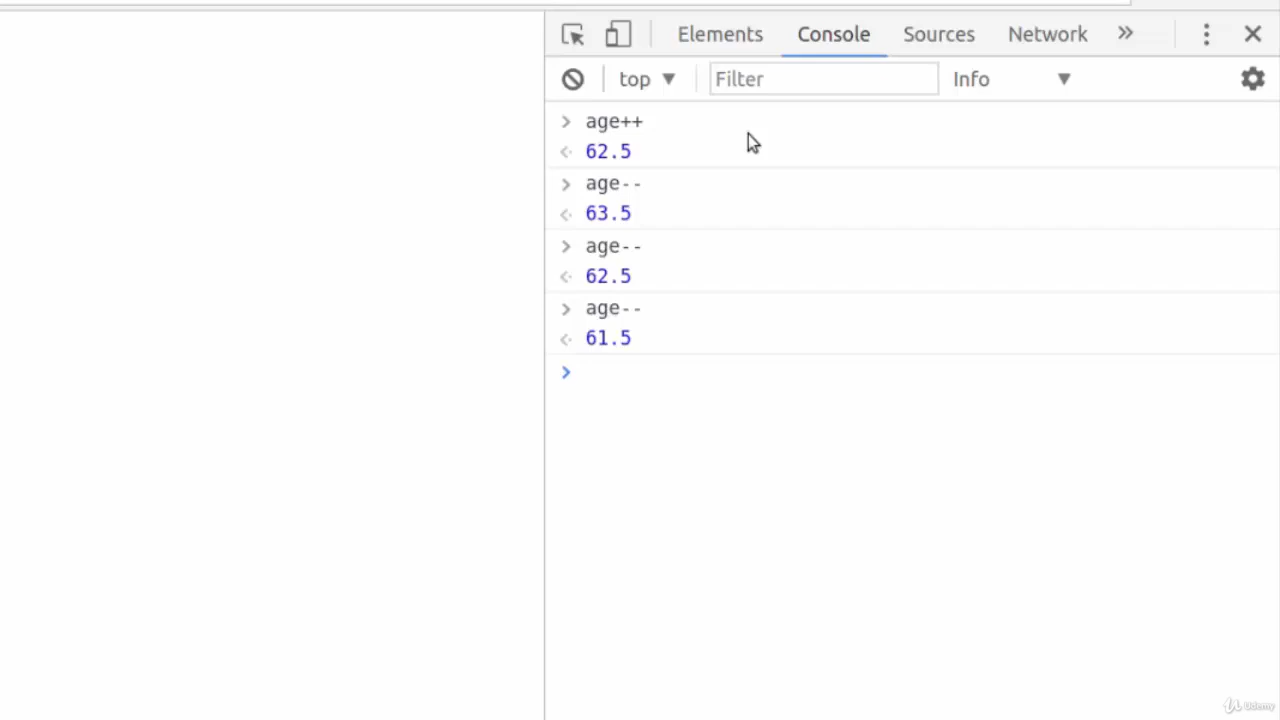 Elements Console Sources Network »
top Filter Info
> age++
62.5
> age--
63.5
> age--
62.5
> age--
61.5
>
Udemy